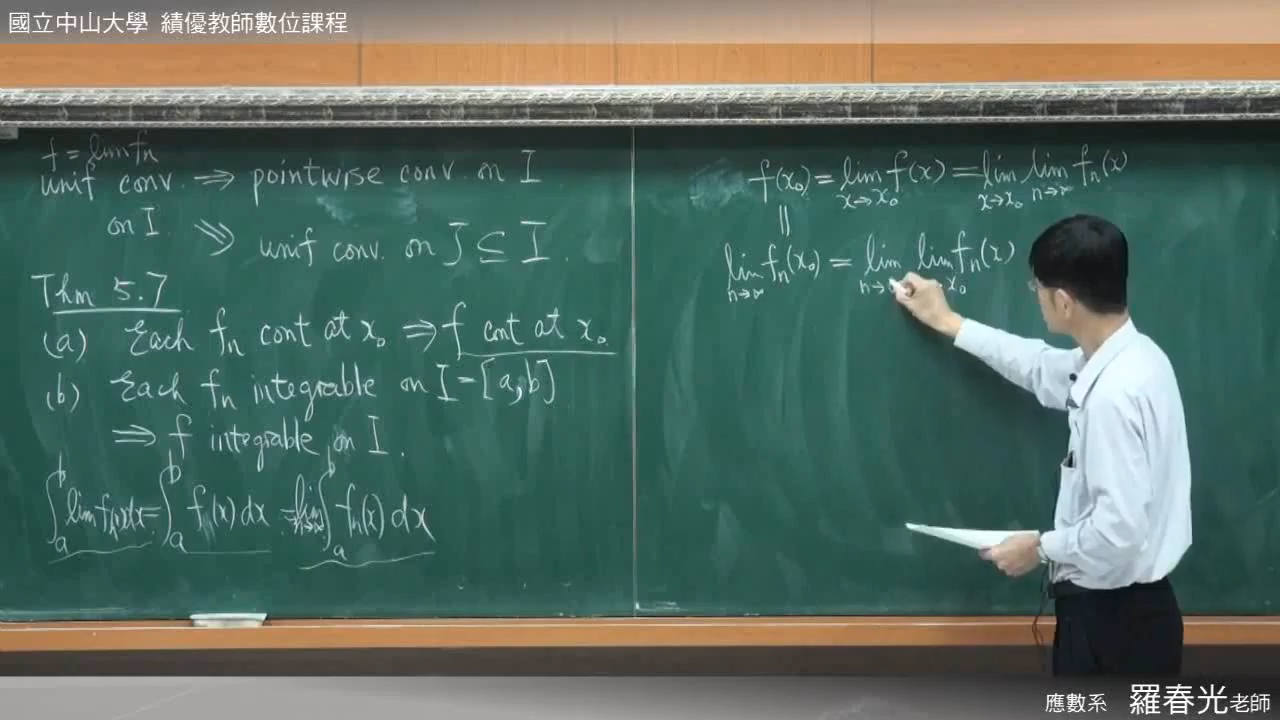 國立中山大學 績優教師數位課程
f = lim fn
unif conv. ⇒ pointwise conv. on I
on I. ⇒ unif conv. on J ⊆ I.
Thm 5.7
(a) Each fn cont at x₀ ⇒ f cont at x₀.
(b) Each fn integrable on I = [a, b]
⇒ f integrable on I.
∫ₐᵇ lim fn(x)dx = ∫ₐᵇ f(x) dx = lim n→∞ ∫ₐᵇ fn(x) dx
f(x₀) = lim x→x₀ f(x) = lim x→x₀ lim n→∞ fn(x)
||
lim n→∞ fn(x₀) = lim n→ lim →x₀ fn(x)
應數系 羅春光老師